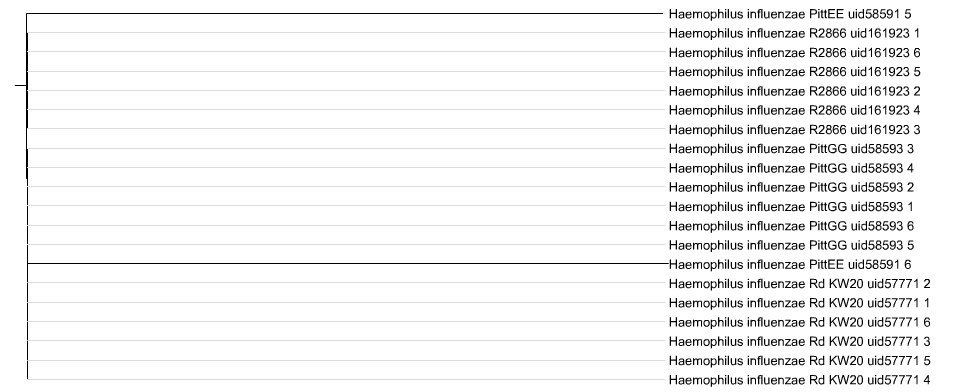 Haemophilus influenzae PittEE uid58591 5
Haemophilus influenzae R2866 uid161923 1
Haemophilus influenzae R2866 uid161923 6
Haemophilus influenzae R2866 uid161923 5
Haemophilus influenzae R2866 uid161923 2
Haemophilus influenzae R2866 uid161923 4
Haemophilus influenzae R2866 uid161923 3
Haemophilus influenzae PittGG uid58593 3
Haemophilus influenzae PittGG uid58593 4
Haemophilus influenzae PittGG uid58593 2
Haemophilus influenzae PittGG uid58593 1
Haemophilus influenzae PittGG uid58593 6
Haemophilus influenzae PittGG uid58593 5
Haemophilus influenzae PittEE uid58591 6
Haemophilus influenzae Rd KW20 uid57771 2
Haemophilus influenzae Rd KW20 uid57771 1
Haemophilus influenzae Rd KW20 uid57771 6
Haemophilus influenzae Rd KW20 uid57771 3
Haemophilus influenzae Rd KW20 uid57771 5
Haemophilus influenzae Rd KW20 uid57771 4